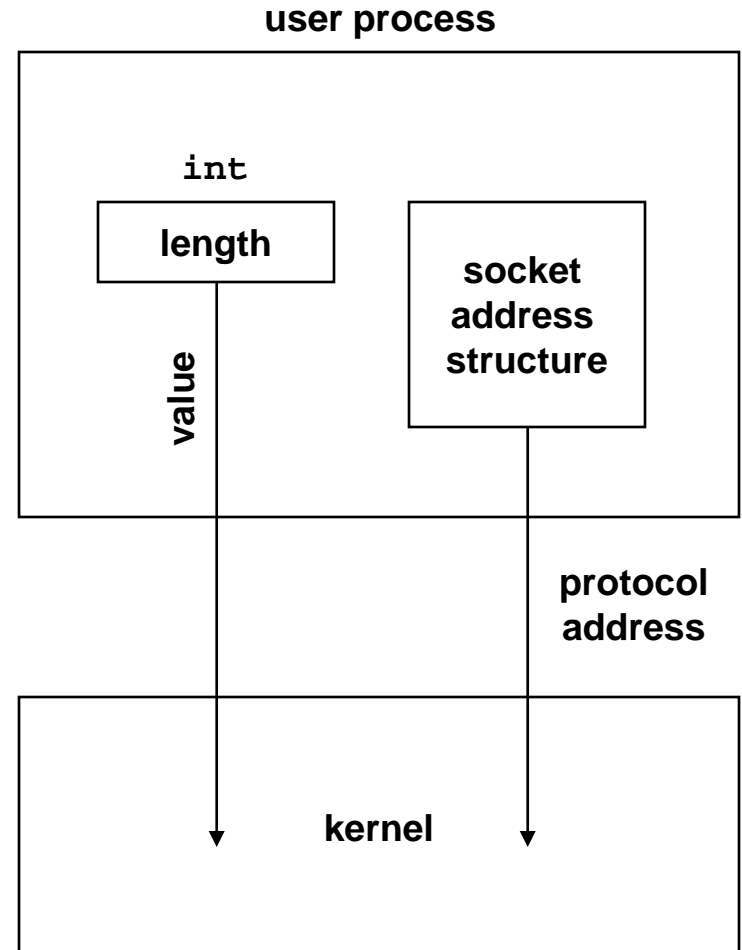 user process
int
length
socket
address
structure
value
protocol
address
kernel